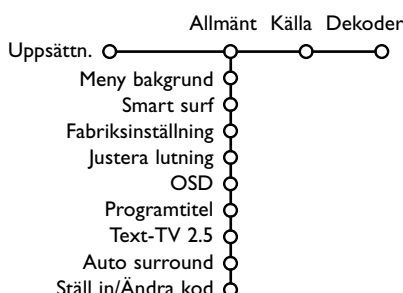 Allmänt Källa Dekoder
Uppsättn.
Meny bakgrund
Smart surf
Fabriksinställning
Justera lutning
OSD
Programtitel
Text-TV 2.5
Auto surround
Ställ in/Ändra kod